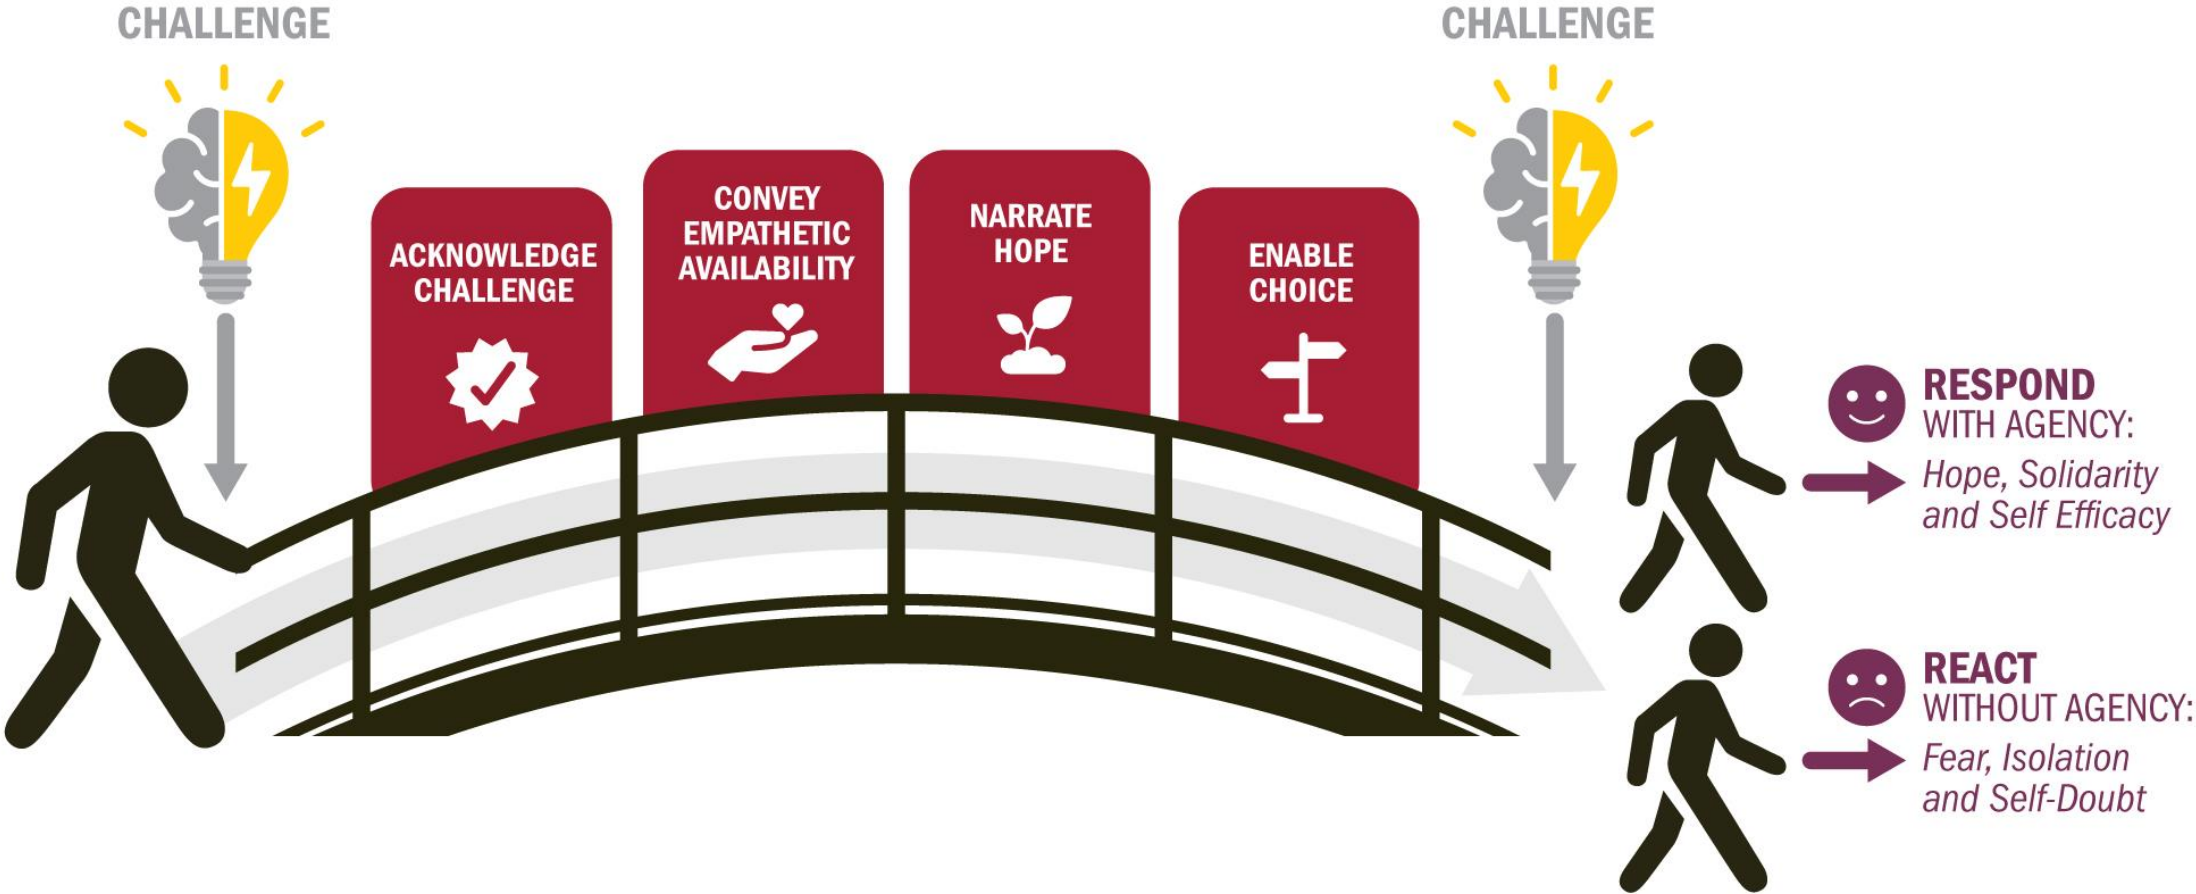 CHALLENGE
CHALLENGE
ACKNOWLEDGE
CHALLENGE
CONVEY
EMPATHETIC
AVAILABILITY
NARRATE
HOPE
ENABLE
CHOICE
RESPOND
WITH AGENCY:
Hope, Solidarity
and Self Efficacy
REACT
WITHOUT AGENCY:
Fear, Isolation
and Self-Doubt